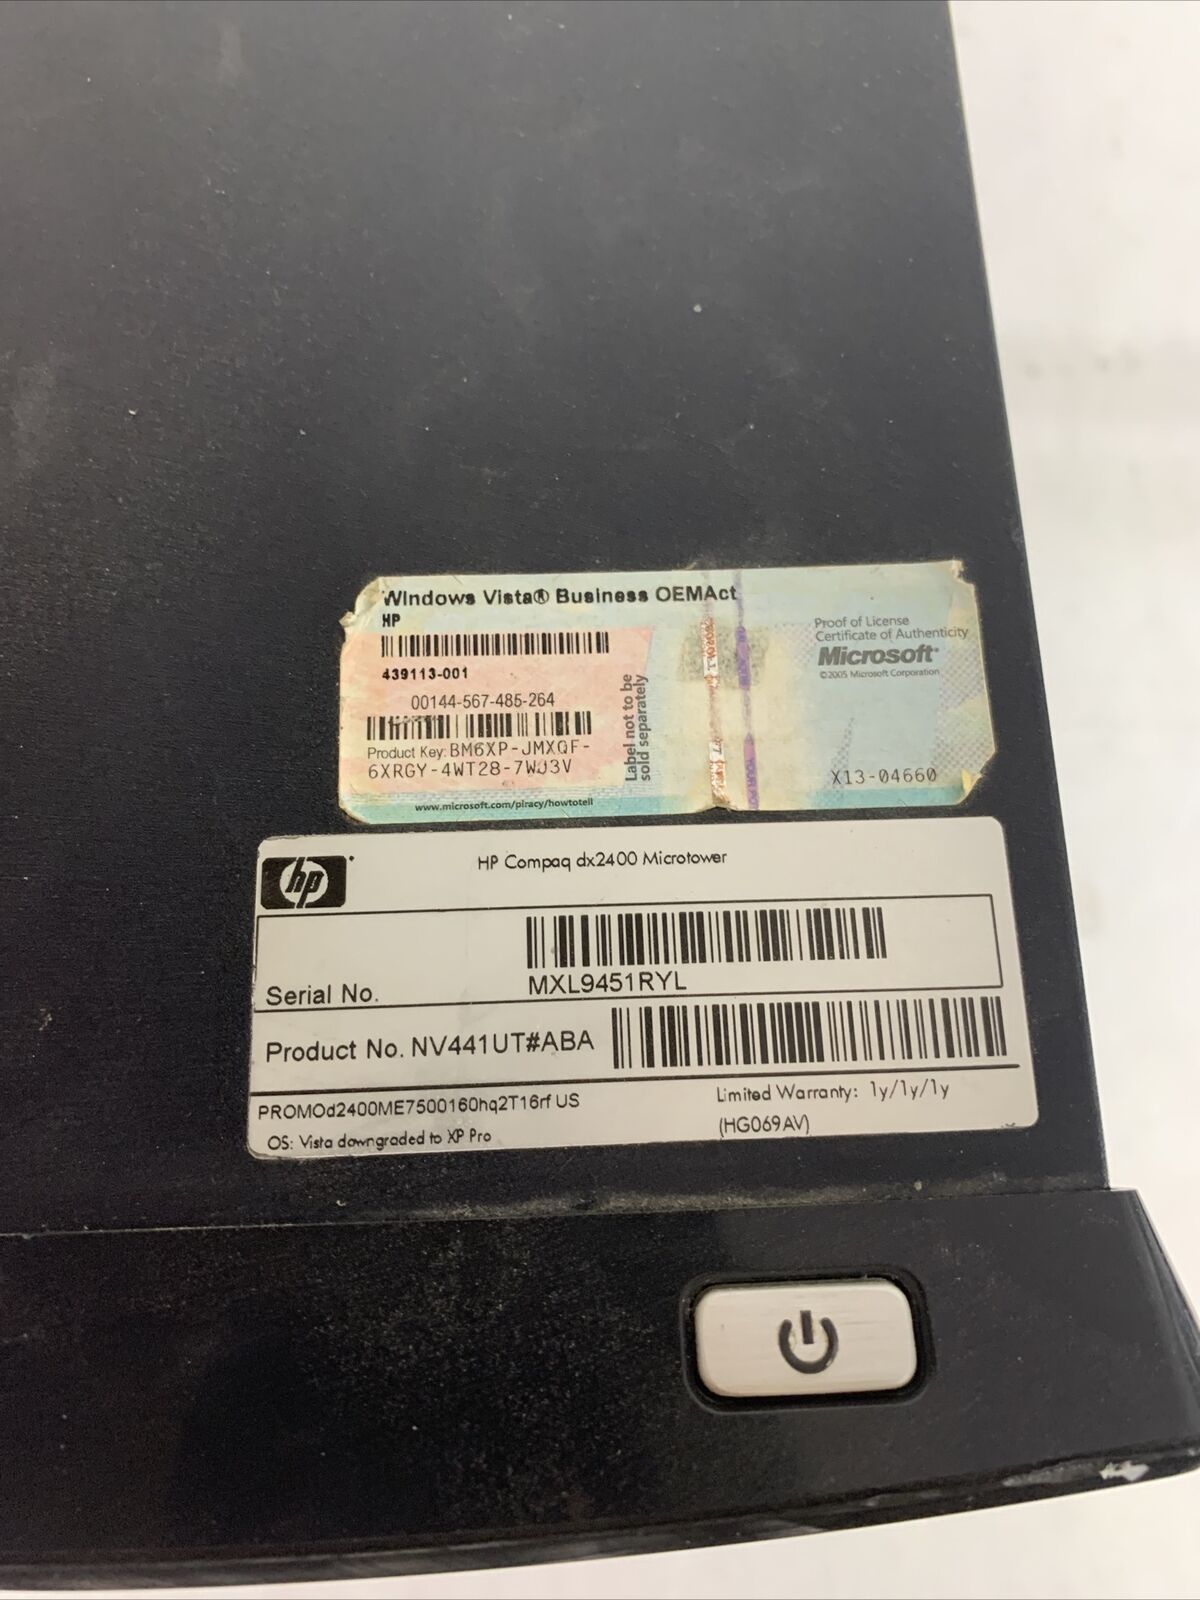 Windows Vista® Business OEMAct
HP
439113-001
00144-567-485-264
Product Key: BM6XP-JMXQF-
6XRGY-4WT28-7WJ3V
www.microsoft.com/piracy/howtotell
Label not to be
sold separately
Proof of License
Certificate of Authenticity
Microsoft®
©2005 Microsoft Corporation
X13-04660
hp
HP Compaq dx2400 Microtower
Serial No.
MXL9451RYL
Product No. NV441UT#ABA
PROMOd2400ME7500160hq2T16rf US
Limited Warranty: 1y/1y/1y
(HG069AV)
OS: Vista downgraded to XP Pro